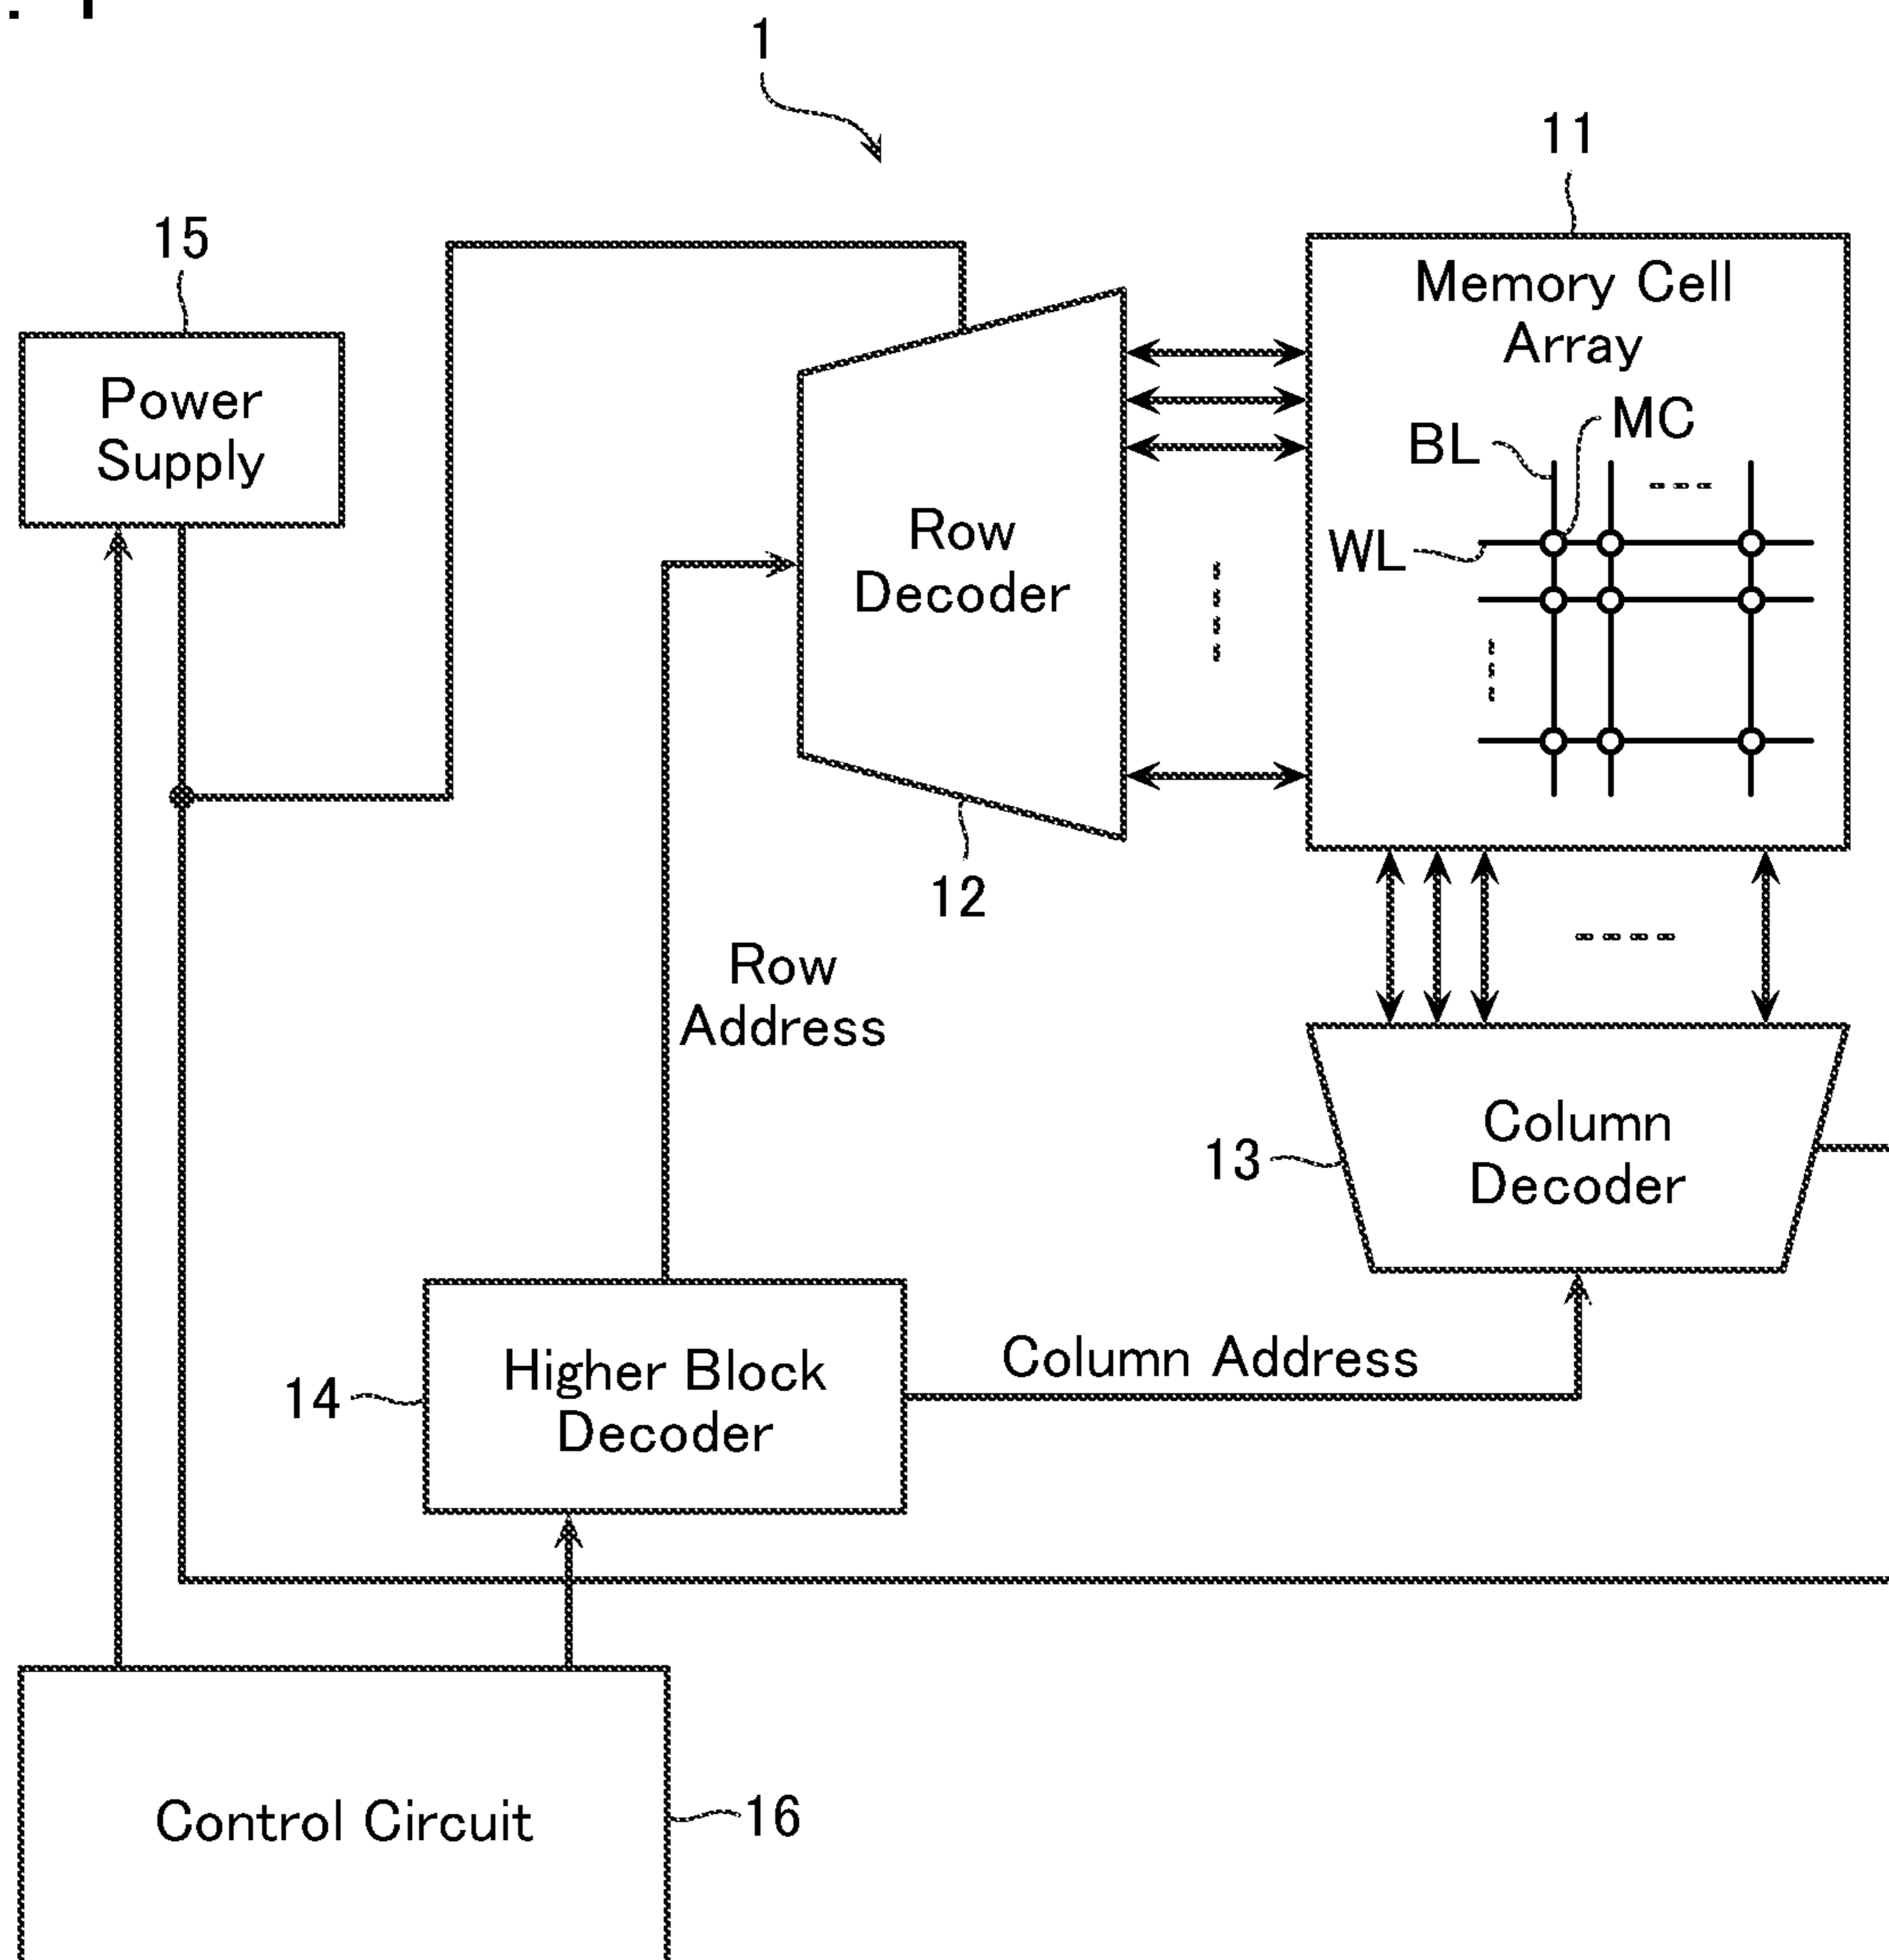 1
11
15
Memory Cell
Array
Power
Supply
MC
BL
WL
Row
Decoder
12
Row
Address
Column
Decoder
13
Higher Block
Decoder
14
Column Address
Control Circuit
16